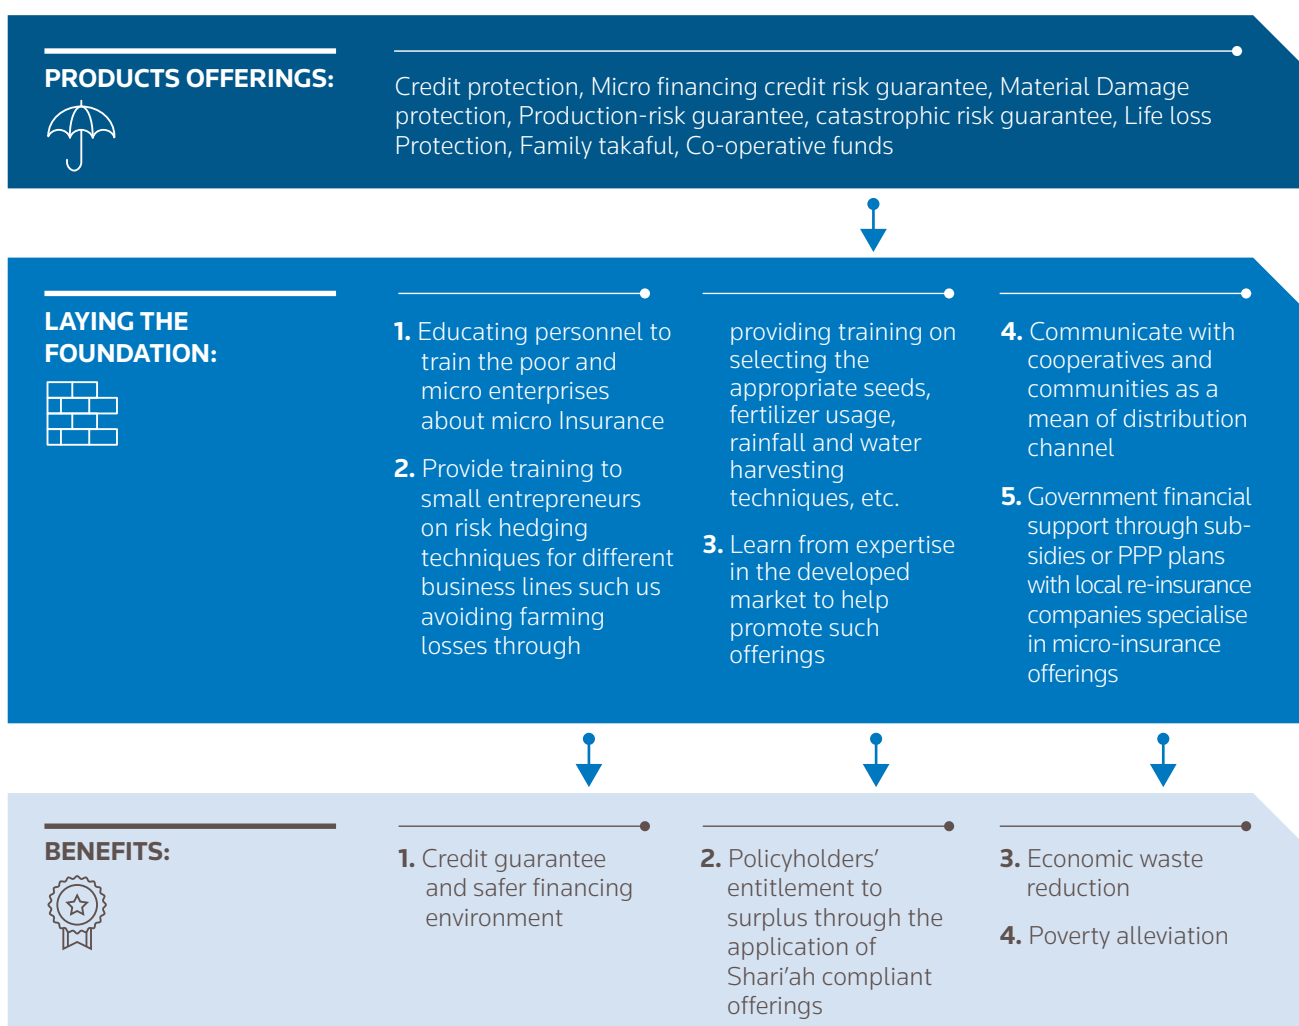 PRODUCTS OFFERINGS:
Credit protection, Micro financing credit risk guarantee, Material Damage
protection, Production-risk guarantee, catastrophic risk guarantee, Life loss
Protection, Family takaful, Co-operative funds
LAYING THE
FOUNDATION:
1. Educating personnel to
train the poor and
micro enterprises
about micro Insurance
2. Provide training to
small entrepreneurs
on risk hedging
techniques for different
business lines such us
avoiding farming
losses through
providing training on
selecting the
appropriate seeds,
fertilizer usage,
rainfall and water
harvesting
techniques, etc.
3. Learn from expertise
in the developed
market to help
promote such
offerings
4. Communicate with
cooperatives and
communities as a
mean of distribution
channel
5. Government financial
support through sub-
sidies or PPP plans
with local re-insurance
companies specialise
in micro-insurance
offerings
BENEFITS:
1. Credit guarantee
and safer financing
environment
2. Policyholders’
entitlement to
surplus through the
application of
Shari’ah compliant
offerings
3. Economic waste
reduction
4. Poverty alleviation